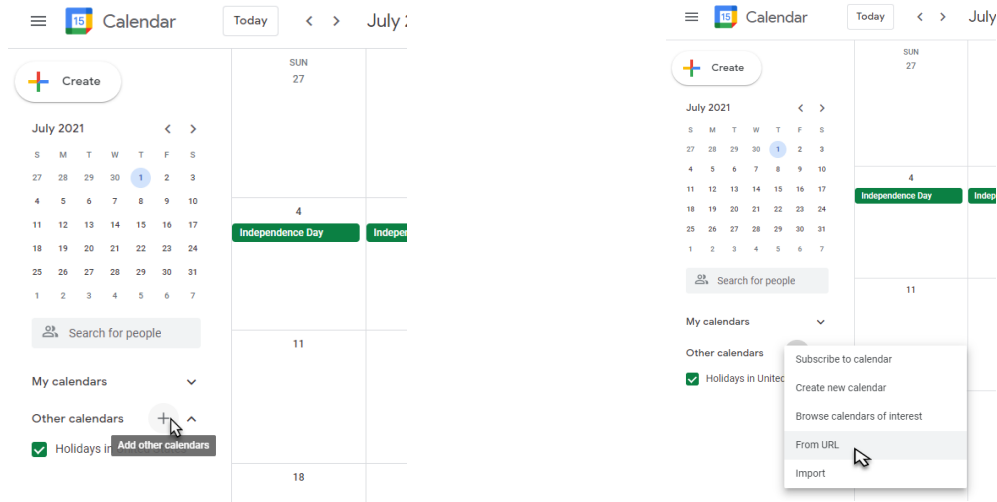 15 Calendar Today < > July 2
Create
SUN
27
July 2021 < >
S M T W T F S
27 28 29 30 1 2 3
4 5 6 7 8 9 10
11 12 13 14 15 16 17
18 19 20 21 22 23 24
25 26 27 28 29 30 31
1 2 3 4 5 6 7
Search for people
My calendars
Other calendars
Add other calendars
Holidays in
4
Independence Day Indeper
11
18
15 Calendar Today < > July
Create
SUN
27
July 2021 < >
S M T W T F S
27 28 29 30 1 2 3
4 5 6 7 8 9 10
11 12 13 14 15 16 17
18 19 20 21 22 23 24
25 26 27 28 29 30 31
1 2 3 4 5 6 7
Search for people
My calendars
Other calendars
Holidays in United
4
Independence Day Indep
11
Subscribe to calendar
Create new calendar
Browse calendars of interest
From URL
Import